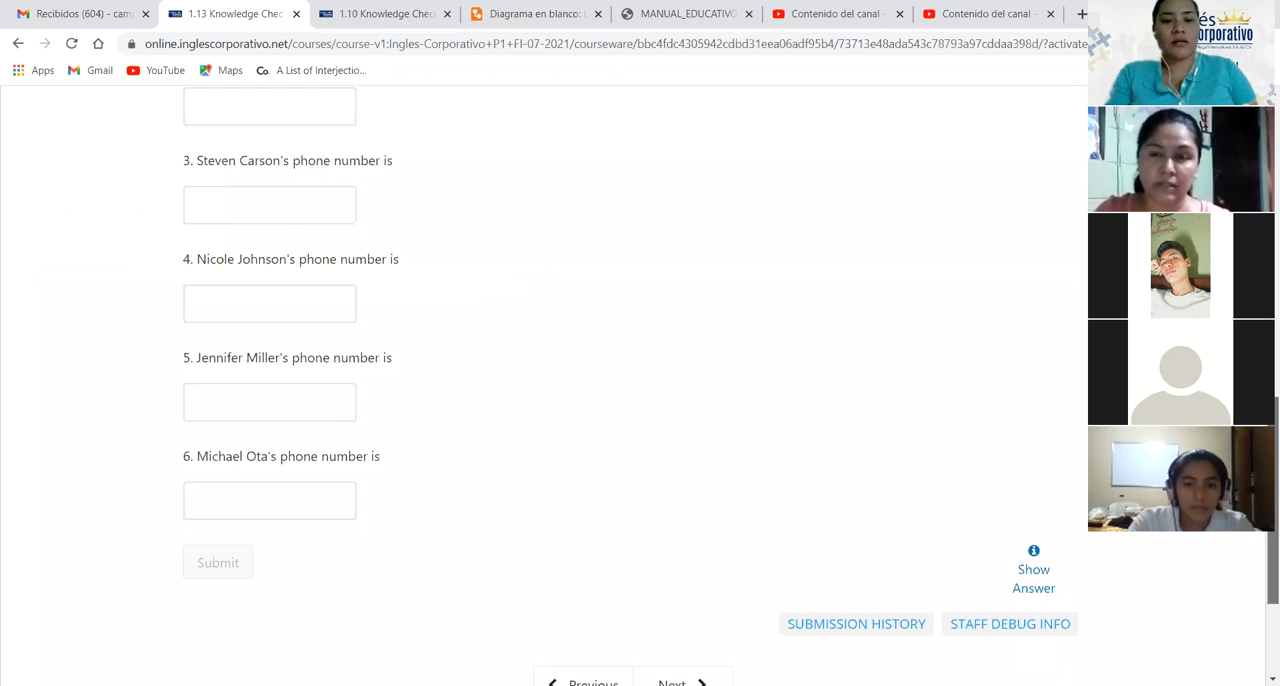 Recibidos (604) - cam
1.13 Knowledge Chec
1.10 Knowledge Check
Diagrama en blanco:
MANUAL_EDUCATIVO
Contenido del canal -
Contenido del canal -
online.inglescorporativo.net/courses/course-v1:Ingles-Corporativo+P1+FI-07-2021/courseware/bbc4fdc4305942cdbd31eea06adf95b4/73713e48ada543c78793a97cddaa398d/?activate
Apps
Gmail
YouTube
Maps
A List of Interjectio...
3. Steven Carson's phone number is
4. Nicole Johnson's phone number is
5. Jennifer Miller's phone number is
6. Michael Ota's phone number is
Submit
Show
Answer
SUBMISSION HISTORY
STAFF DEBUG INFO
Previous
Next
és
orporativo